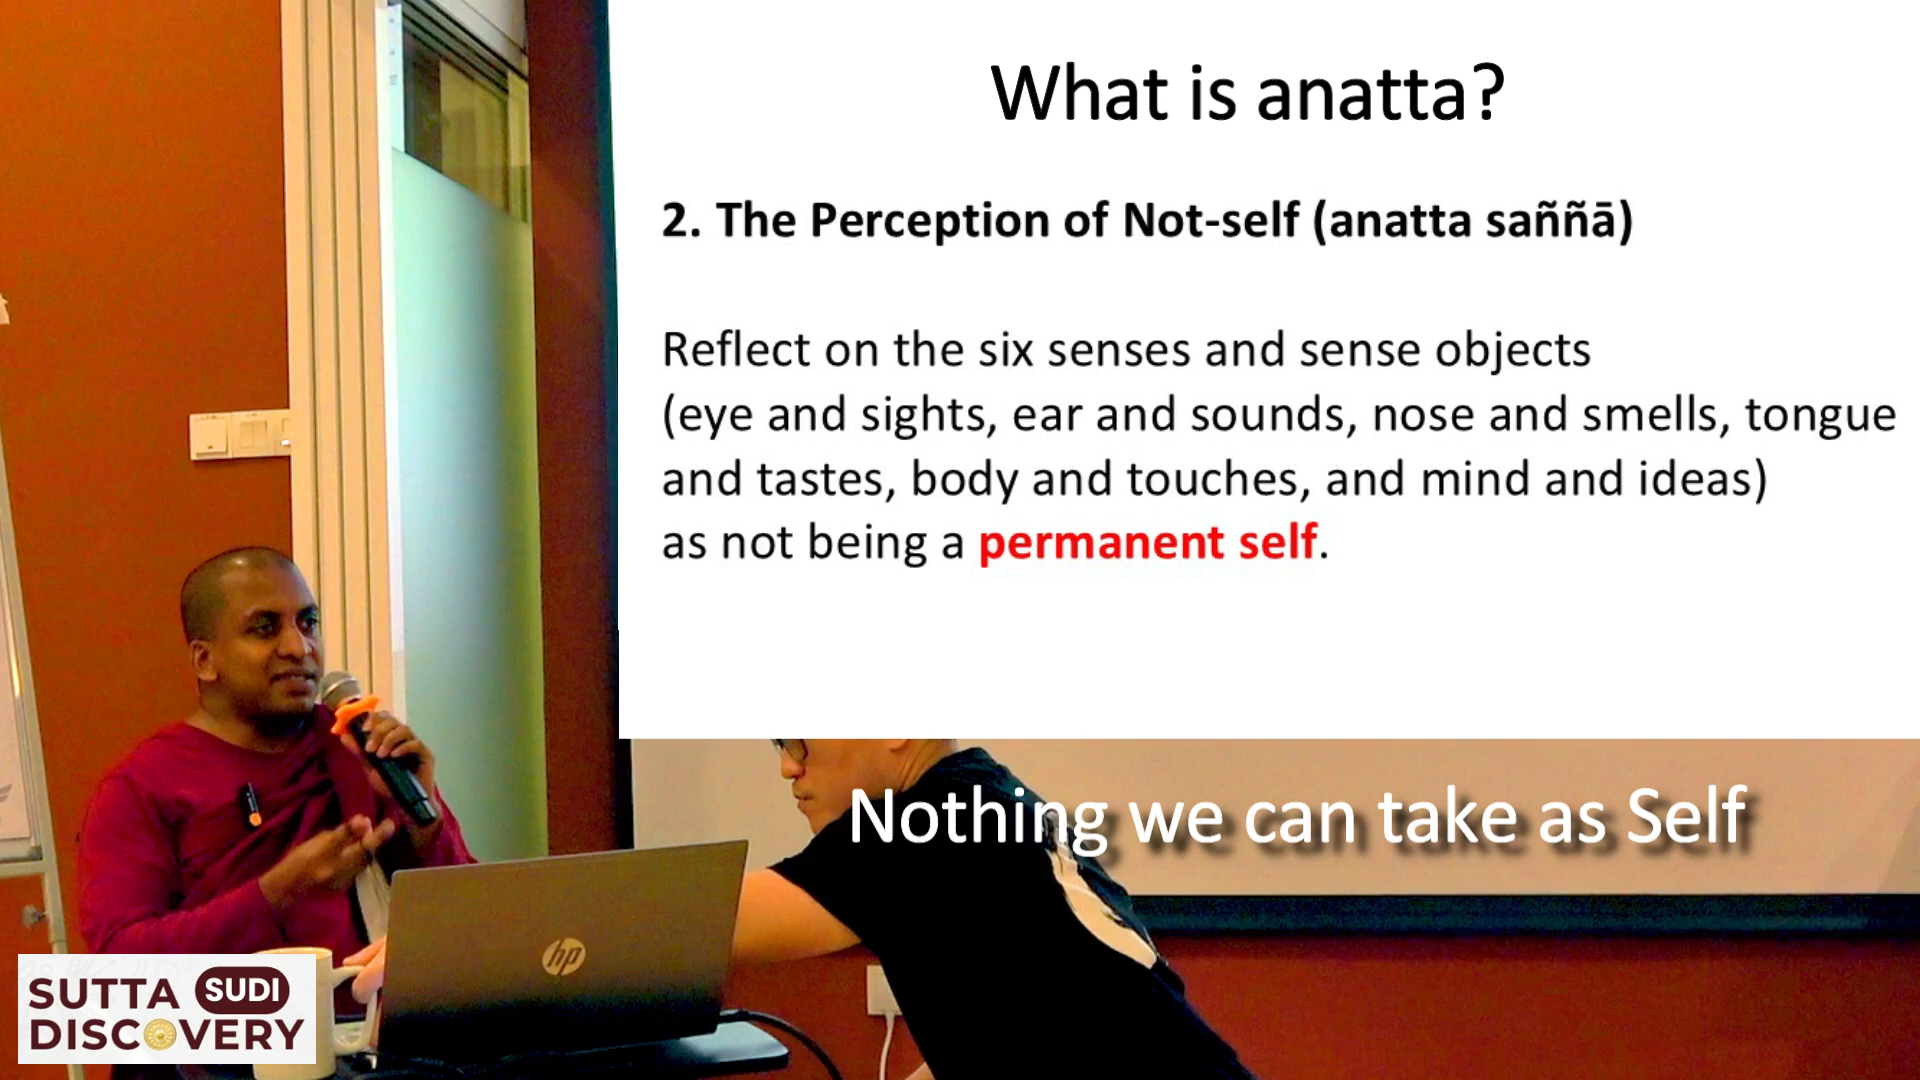 What is anatta?
2. The Perception of Not-self (anatta saññā)
Reflect on the six senses and sense objects
(eye and sights, ear and sounds, nose and smells, tongue
and tastes, body and touches, and mind and ideas)
as not being a permanent self.
Nothing we can take as Self
hp
SUTTA SUDI
DISCOVERY